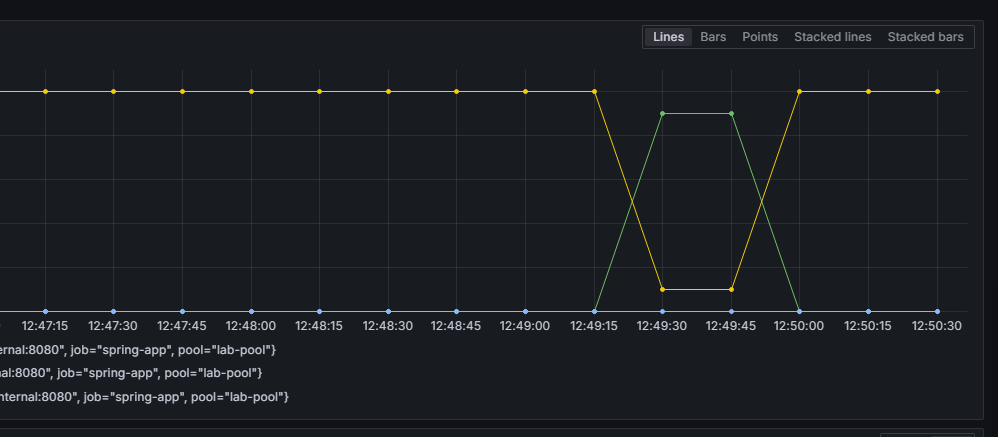 Lines Bars Points Stacked lines Stacked bars
12:47:15 12:47:30 12:47:45 12:48:00 12:48:15 12:48:30 12:48:45 12:49:00 12:49:15 12:49:30 12:49:45 12:50:00 12:50:15 12:50:30
ernal:8080", job="spring-app", pool="lab-pool"}
nal:8080", job="spring-app", pool="lab-pool"}
nternal:8080", job="spring-app", pool="lab-pool"}